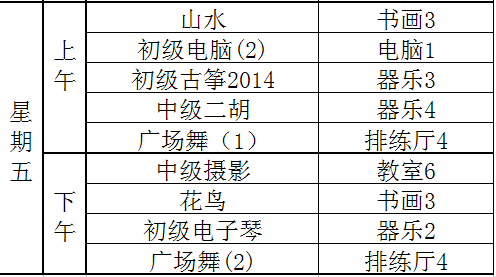 星期五
上午
山水 书画3
初级电脑(2) 电脑1
初级古筝2014 器乐3
中级二胡 器乐4
广场舞（1） 排练厅4
下午
中级摄影 教室6
花鸟 书画3
初级电子琴 器乐2
广场舞(2) 排练厅4